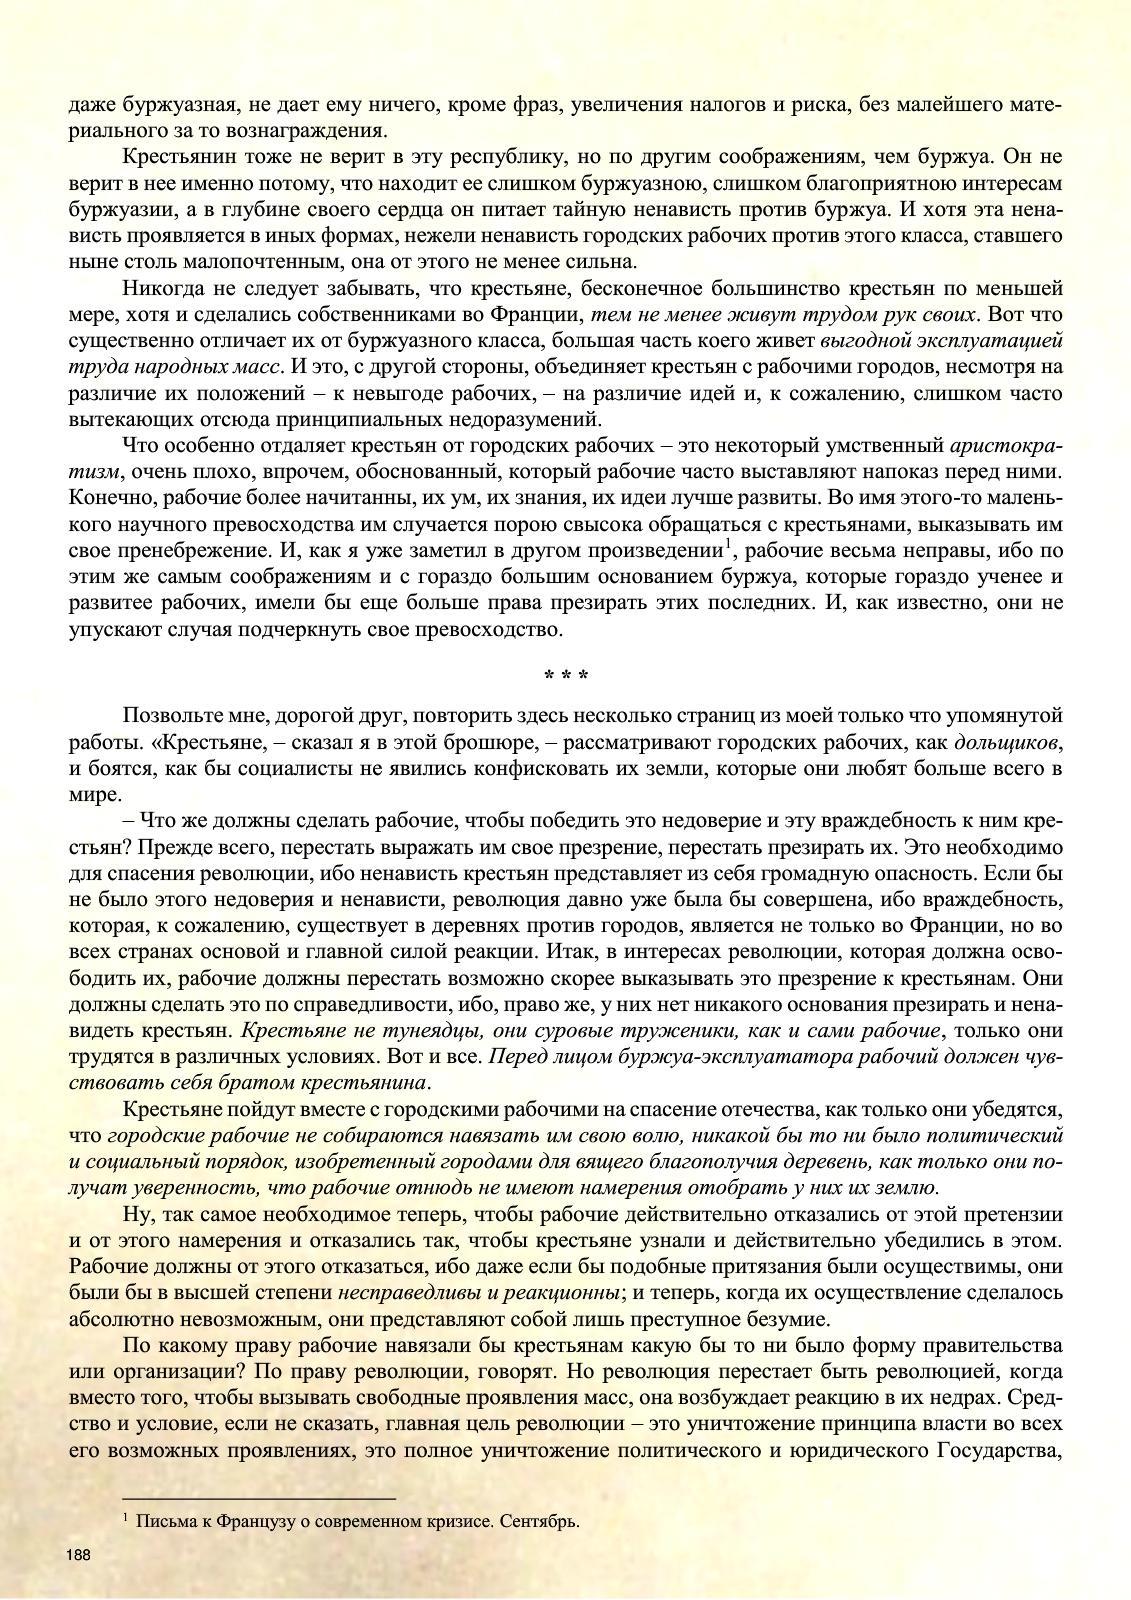 даже буржуазная, не дает ему ничего, кроме фраз, увеличения налогов и риска, без малейшего мате-
риального за то вознаграждения.
Крестьянин тоже не верит в эту республику, но по другим соображениям, чем буржуа. Он не
верит в нее именно потому, что находит ее слишком буржуазною, слишком благоприятною интересам
буржуазии, а в глубине своего сердца он питает тайную ненависть против буржуа. И хотя эта нена-
висть проявляется в иных формах, нежели ненависть городских рабочих против этого класса, ставшего
ныне столь малопочтенным, она от этого не менее сильна.
Никогда не следует забывать, что крестьяне, бесконечное большинство крестьян по меньшей
мере, хотя и сделались собственниками во Франции, тем не менее живут трудом рук своих. Вот что
существенно отличает их от буржуазного класса, большая часть коего живет выгодной эксплуатацией
труда народных масс. И это, с другой стороны, объединяет крестьян с рабочими городов, несмотря на
различие их положений – к невыгоде рабочих, – на различие идей и, к сожалению, слишком часто
вытекающих отсюда принципиальных недоразумений.
Что особенно отдаляет крестьян от городских рабочих – это некоторый умственный аристокра-
тизм, очень плохо, впрочем, обоснованный, который рабочие часто выставляют напоказ перед ними.
Конечно, рабочие более начитанны, их ум, их знания, их идеи лучше развиты. Во имя этого-то малень-
кого научного превосходства им случается порою свысока обращаться с крестьянами, выказывать им
свое пренебрежение. И, как я уже заметил в другом произведении1, рабочие весьма неправы, ибо по
этим же самым соображениям и с гораздо большим основанием буржуа, которые гораздо ученее и
развитее рабочих, имели бы еще больше права презирать этих последних. И, как известно, они не
упускают случая подчеркнуть свое превосходство.
* * *
Позвольте мне, дорогой друг, повторить здесь несколько страниц из моей только что упомянутой
работы. «Крестьяне, – сказал я в этой брошюре, – рассматривают городских рабочих, как дольщиков,
и боятся, как бы социалисты не явились конфисковать их земли, которые они любят больше всего в
мире.
– Что же должны сделать рабочие, чтобы победить это недоверие и эту враждебность к ним кре-
стьян? Прежде всего, перестать выражать им свое презрение, перестать презирать их. Это необходимо
для спасения революции, ибо ненависть крестьян представляет из себя громадную опасность. Если бы
не было этого недоверия и ненависти, революция давно уже была бы совершена, ибо враждебность,
которая, к сожалению, существует в деревнях против городов, является не только во Франции, но во
всех странах основой и главной силой реакции. Итак, в интересах революции, которая должна осво-
бодить их, рабочие должны перестать возможно скорее выказывать это презрение к крестьянам. Они
должны сделать это по справедливости, ибо, право же, у них нет никакого основания презирать и нена-
видеть крестьян. Крестьяне не тунеядцы, они суровые труженики, как и сами рабочие, только они
трудятся в различных условиях. Вот и все. Перед лицом буржуа-эксплуататора рабочий должен чув-
ствовать себя братом крестьянина.
Крестьяне пойдут вместе с городскими рабочими на спасение отечества, как только они убедятся,
что городские рабочие не собираются навязать им свою волю, никакой бы то ни было политический
и социальный порядок, изобретенный городами для вящего благополучия деревень, как только они по-
лучат уверенность, что рабочие отнюдь не имеют намерения отобрать у них их землю.
Ну, так самое необходимое теперь, чтобы рабочие действительно отказались от этой претензии
и от этого намерения и отказались так, чтобы крестьяне узнали и действительно убедились в этом.
Рабочие должны от этого отказаться, ибо даже если бы подобные притязания были осуществимы, они
были бы в высшей степени несправедливы и реакционны; и теперь, когда их осуществление сделалось
абсолютно невозможным, они представляют собой лишь преступное безумие.
По какому праву рабочие навязали бы крестьянам какую бы то ни было форму правительства
или организации? По праву революции, говорят. Но революция перестает быть революцией, когда
вместо того, чтобы вызывать свободные проявления масс, она возбуждает реакцию в их недрах. Сред-
ство и условие, если не сказать, главная цель революции – это уничтожение принципа власти во всех
его возможных проявлениях, это полное уничтожение политического и юридического Государства,
1 Письма к Французу о современном кризисе. Сентябрь.
188